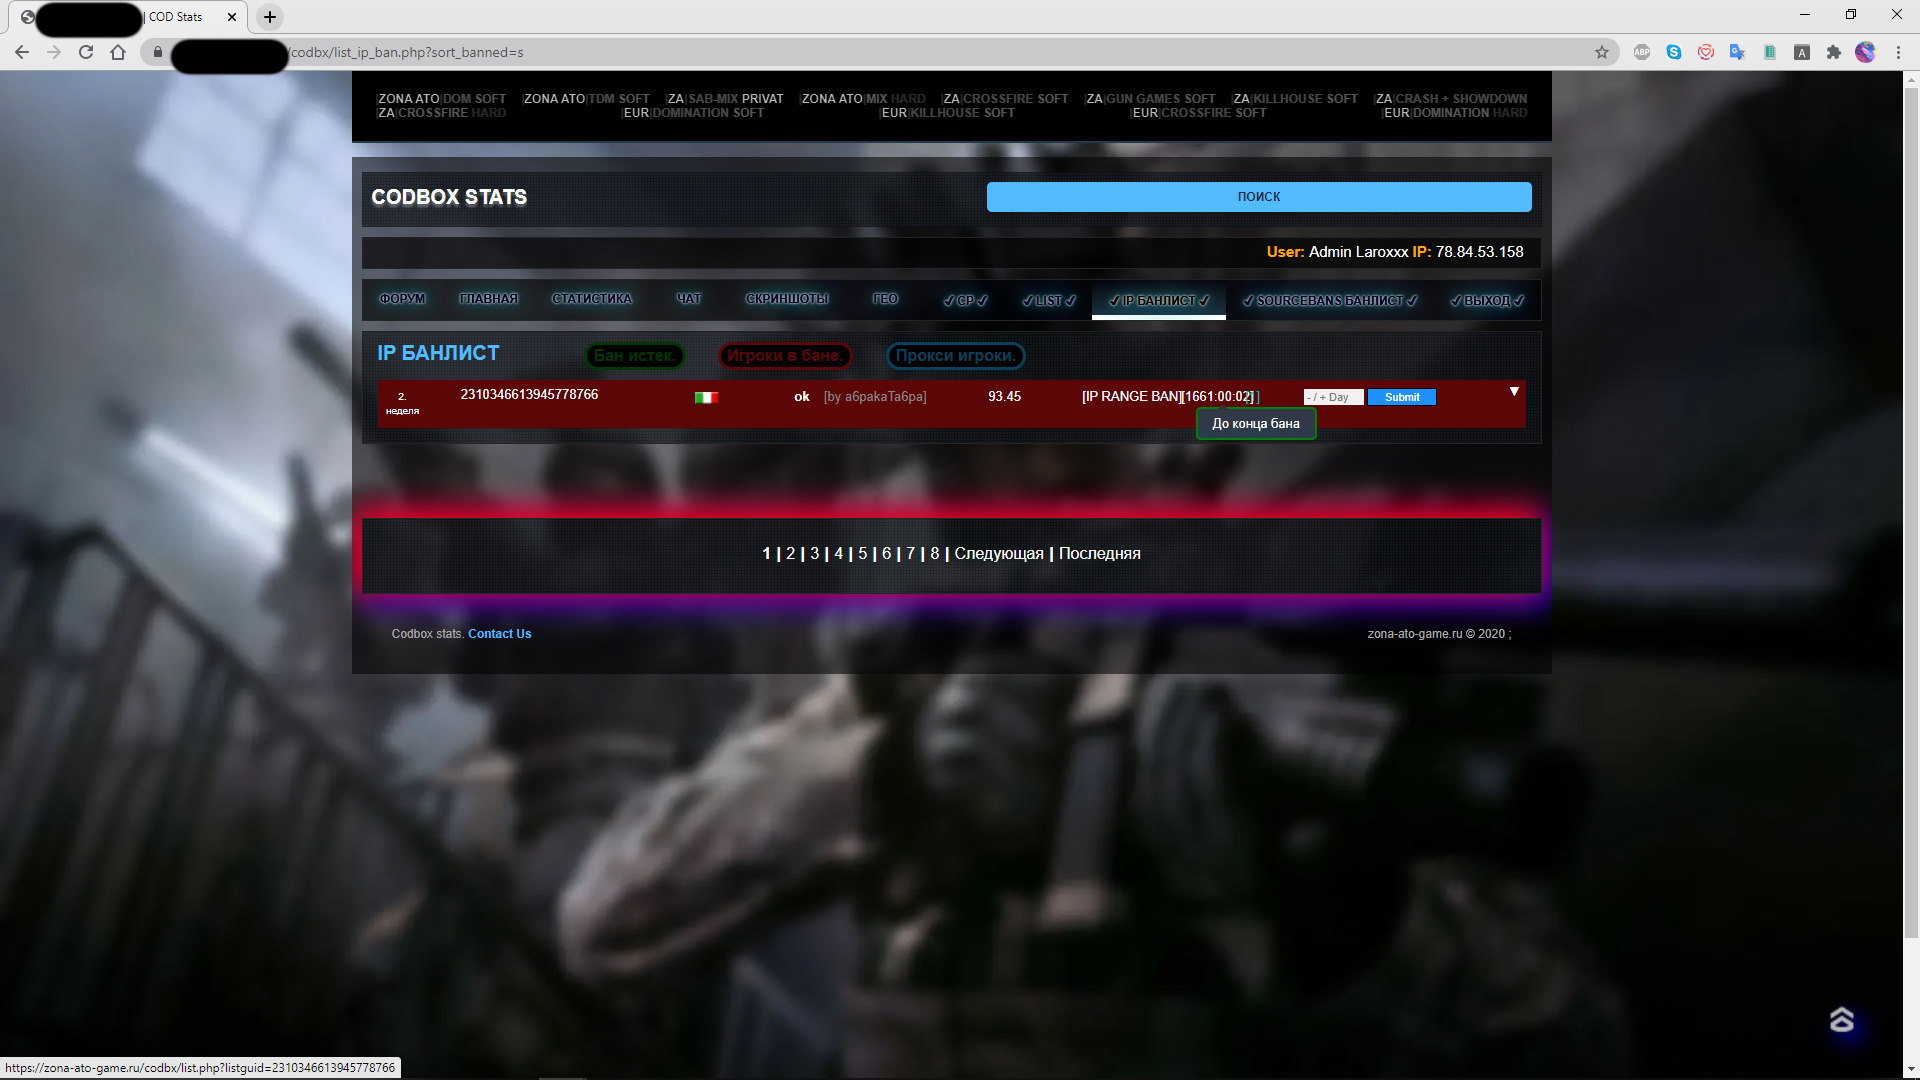 | COD Stats
/codbx/list_ip_ban.php?sort_banned=s
|ZONA ATO|DOM SOFT |ZONA ATO|TDM SOFT |ZA|SAB-MIX PRIVAT |ZONA ATO|MIX HARD |ZA|CROSSFIRE SOFT |ZA|GUN GAMES SOFT |ZA|KILLHOUSE SOFT |ZA|CRASH + SHOWDOWN
|ZA|CROSSFIRE HARD |EUR|DOMINATION SOFT |EUR|KILLHOUSE SOFT |EUR|CROSSFIRE SOFT |EUR|DOMINATION HARD
CODBOX STATS
ПОИСК
User: Admin Laroxxx IP: 78.84.53.158
ФОРУМ ГЛАВНАЯ СТАТИСТИКА ЧАТ СКРИНШОТЫ ГЕО ✓ CP ✓ ✓ LIST ✓ ✓ IP БАНЛИСТ ✓ ✓ SOURCEBANS БАНЛИСТ ✓ ✓ ВЫХОД ✓
IP БАНЛИСТ Бан истек. Игроки в бане. Прокси игроки.
2. 2310346613945778766 ok [by a6pakaTa6pa] 93.45 [IP RANGE BAN][1661:00:02] - / + Day Submit ▼
неделя
До конца бана
1 | 2 | 3 | 4 | 5 | 6 | 7 | 8 | Следующая | Последняя
Codbox stats. Contact Us
zona-ato-game.ru © 2020 ;
https://zona-ato-game.ru/codbx/list.php?listguid=2310346613945778766